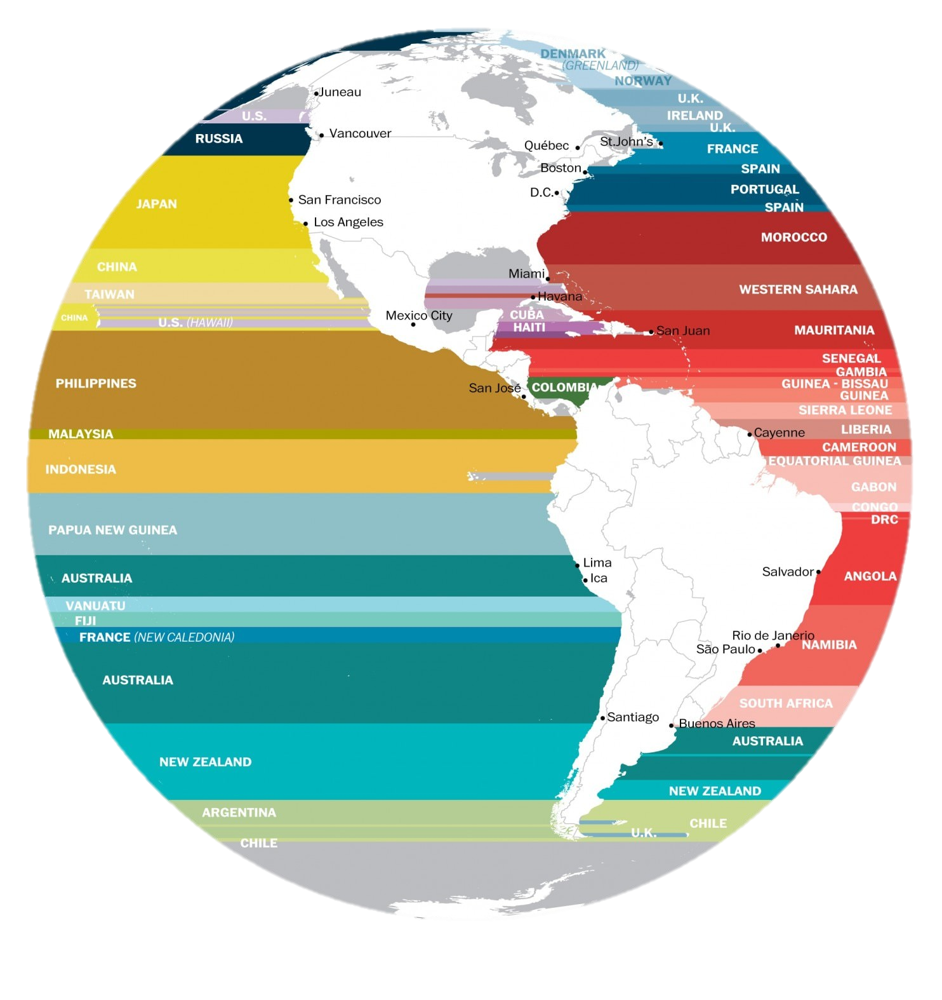 DENMARK
(GREENLAND)
NORWAY
Juneau
U.K.
U.S.
IRELAND
U.K.
Vancouver
RUSSIA
Québec
St.John's
FRANCE
Boston
SPAIN
D.C.
PORTUGAL
San Francisco
JAPAN
SPAIN
Los Angeles
MOROCCO
CHINA
Miami
WESTERN SAHARA
TAIWAN
Havana
CHINA
Mexico City
CUBA
U.S. (HAWAII)
HAITI
San Juan
MAURITANIA
SENEGAL
GAMBIA
PHILIPPINES
San José
COLOMBIA
GUINEA - BISSAU
GUINEA
SIERRA LEONE
MALAYSIA
Cayenne
LIBERIA
CAMEROON
EQUATORIAL GUINEA
INDONESIA
GABON
CONGO
DRC
PAPUA NEW GUINEA
Lima
Salvador
AUSTRALIA
Ica
ANGOLA
VANUATU
FIJI
FRANCE (NEW CALEDONIA)
Rio de Janerio
NAMIBIA
São Paulo
AUSTRALIA
SOUTH AFRICA
Santiago
Buenos Aires
AUSTRALIA
NEW ZEALAND
NEW ZEALAND
ARGENTINA
CHILE
U.K.
CHILE